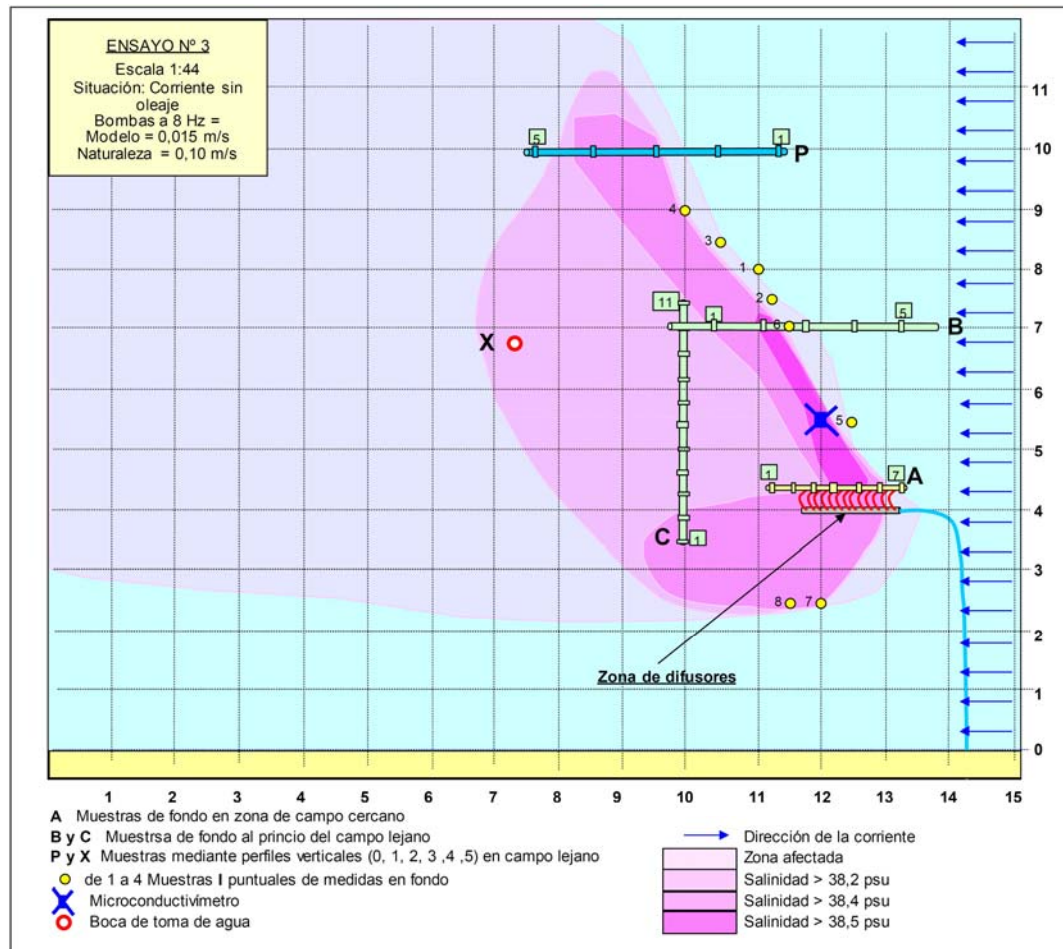 ENSAYO Nº 3
Escala 1:44
Situación: Corriente sin
oleaje
Bombas a 8 Hz =
Modelo = 0,015 m/s
Naturaleza = 0,10 m/s
11
10
9
8
7
6
5
4
3
2
1
0
5
1
P
4
3
1
2
11
1
5
6
B
X
5
1
7
A
C
1
8
7
Zona de difusores
1 2 3 4 5 6 7 8 9 10 11 12 13 14 15
A Muestras de fondo en zona de campo cercano
B y C Muestrsa de fondo al princio del campo lejano
P y X Muestras mediante perfiles verticales (0, 1, 2, 3 ,4 ,5) en campo lejano
de 1 a 4 Muestras I puntuales de medidas en fondo
Microconductivímetro
Boca de toma de agua
Dirección de la corriente
Zona afectada
Salinidad > 38,2 psu
Salinidad > 38,4 psu
Salinidad > 38,5 psu